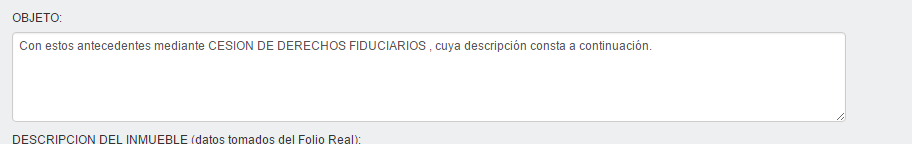 OBJETO:
Con estos antecedentes mediante CESION DE DERECHOS FIDUCIARIOS , cuya descripción consta a continuación.
DESCRIPCION DEL INMUEBLE (datos tomados del Folio Real):